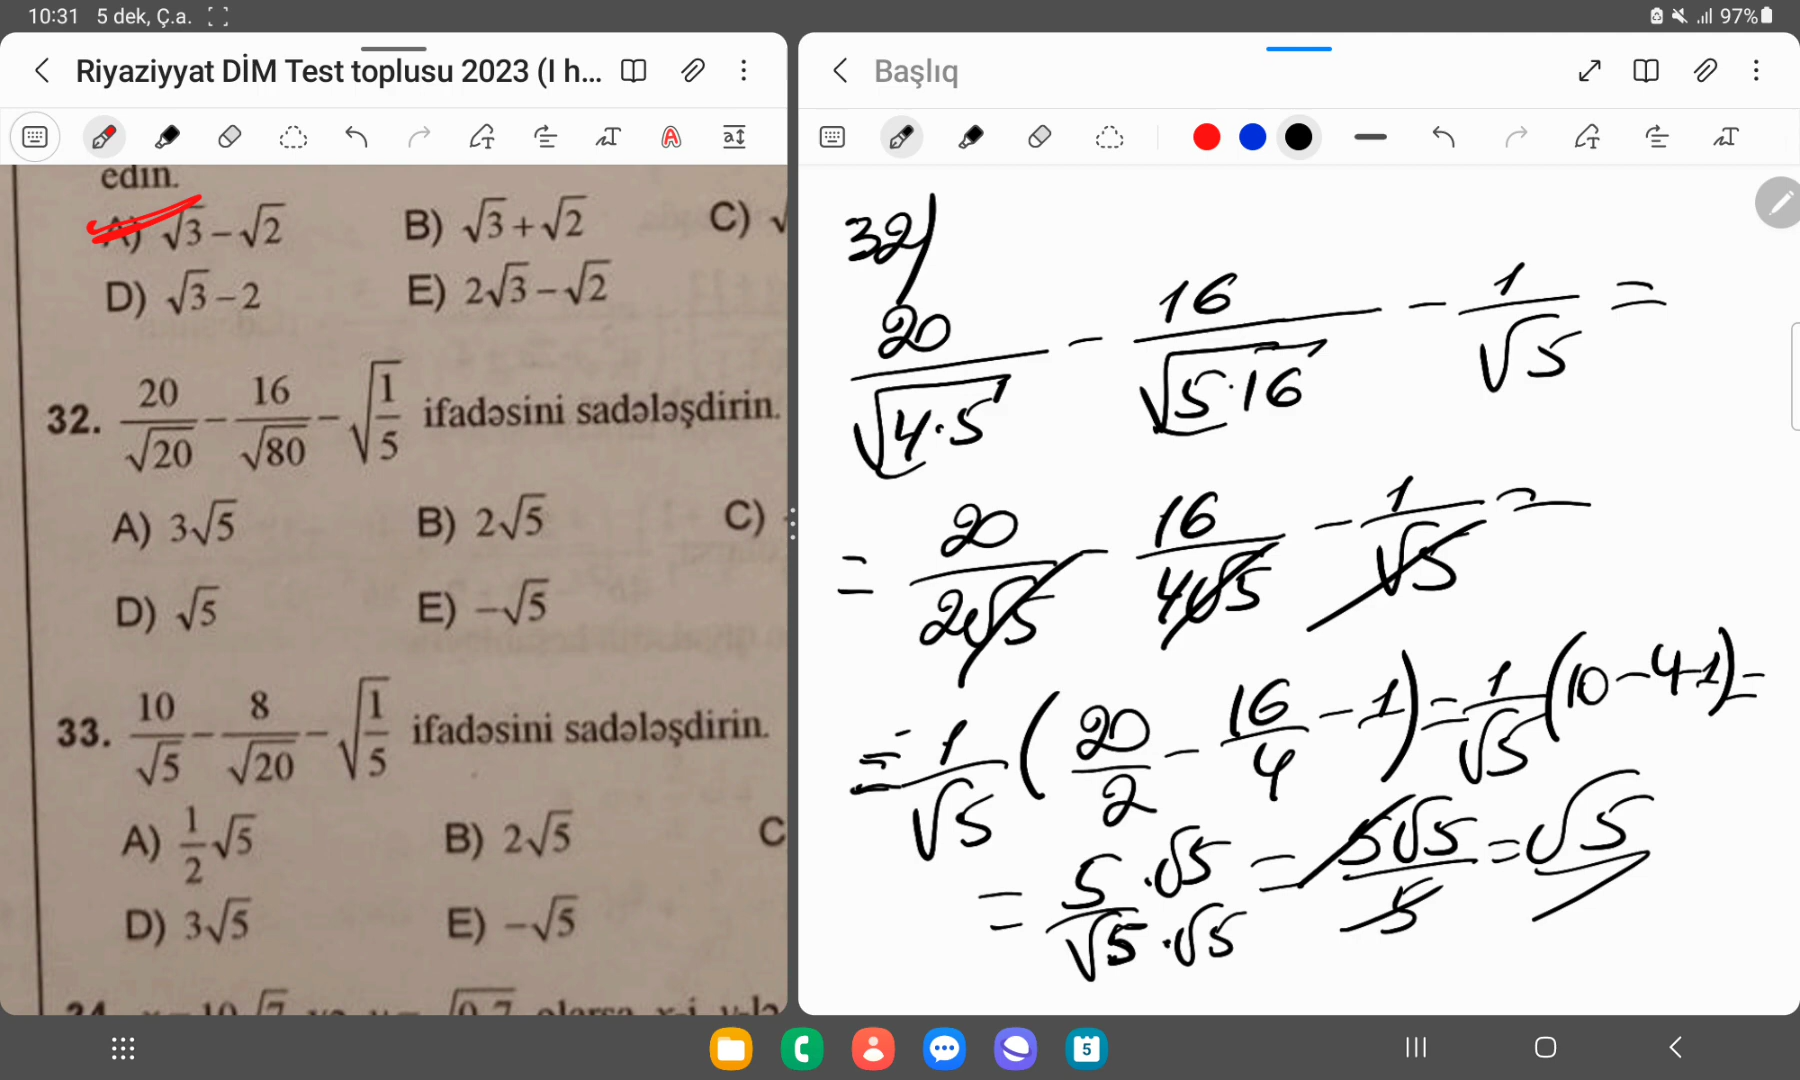 10:31 5 dek, Ç.a.
97%
Riyaziyyat DİM Test toplusu 2023 (I h...
Başlıq
edin.
A) √3 − √2 B) √3 + √2 C) √
D) √3 − 2 E) 2√3 − √2
32. 20/√20 − 16/√80 − √(1/5) ifadəsini sadələşdirin.
A) 3√5 B) 2√5 C)
D) √5 E) −√5
33. 10/√5 − 8/√20 − √(1/5) ifadəsini sadələşdirin.
A) 1/2 √5 B) 2√5 C
D) 3√5 E) −√5
32)
20/√(4·5) − 16/√(5·16) − 1/√5 =
= 20/(2√5) − 16/(4√5) − 1/√5 =
= 1/√5 (20/2 − 16/4 − 1) = 1/√5 (10−4−1) =
= (5·√5)/(√5·√5) = 5√5/5 = √5
5